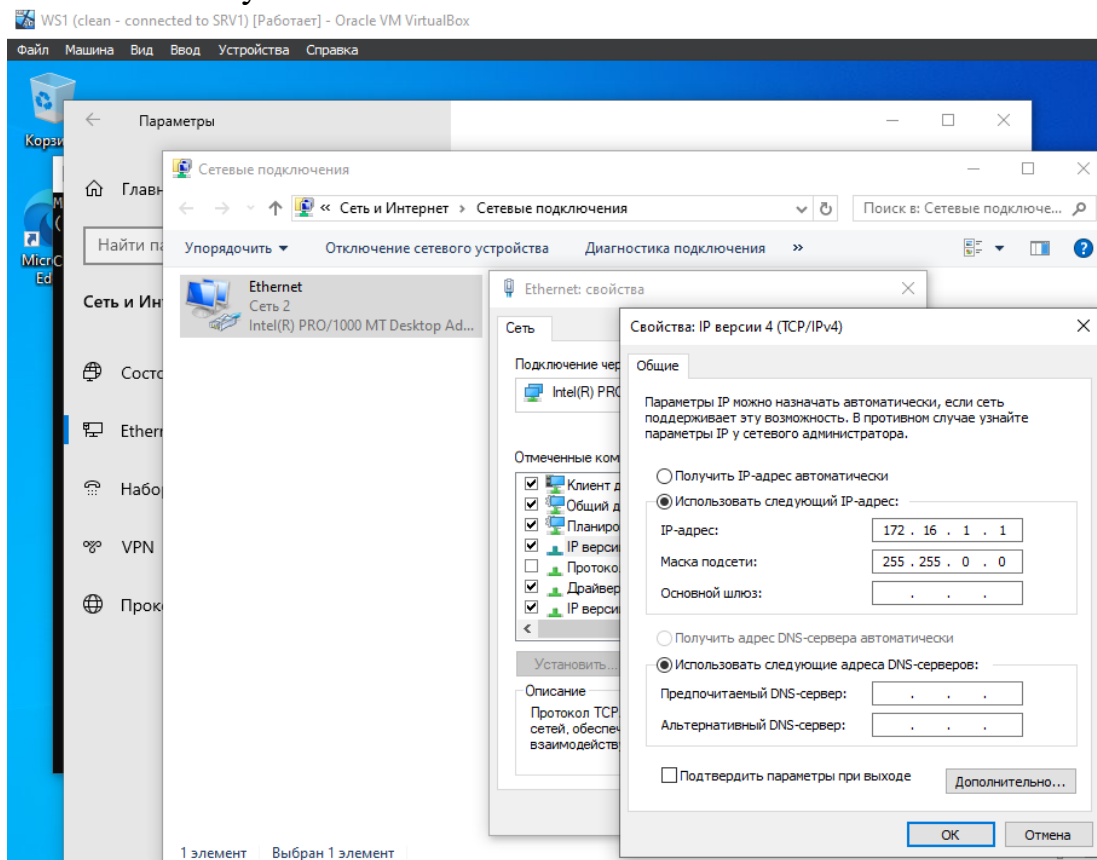 WS1 (clean - connected to SRV1) [Работает] - Oracle VM VirtualBox
Файл Машина Вид Ввод Устройства Справка
Параметры
Сетевые подключения
« Сеть и Интернет > Сетевые подключения
Поиск в: Сетевые подключе...
Упорядочить Отключение сетевого устройства Диагностика подключения »
Ethernet
Сеть 2
Intel(R) PRO/1000 MT Desktop Ad...
Корзи
Micr
Ed
Главн
Найти па
Сеть и Ин
Состо
Ethern
Набо
VPN
Прок
Ethernet: свойства
Сеть
Подключение чер
Intel(R) PRO
Отмеченные ком
Клиент д
Общий д
Планиро
IP верси
Протоко
Драйвер
IP верси
Установить...
Описание
Протокол TCP
сетей, обеспеч
взаимодейств
Свойства: IP версии 4 (TCP/IPv4)
Общие
Параметры IP можно назначать автоматически, если сеть
поддерживает эту возможность. В противном случае узнайте
параметры IP у сетевого администратора.
Получить IP-адрес автоматически
Использовать следующий IP-адрес:
IP-адрес: 172 . 16 . 1 . 1
Маска подсети: 255 . 255 . 0 . 0
Основной шлюз: . . .
Получить адрес DNS-сервера автоматически
Использовать следующие адреса DNS-серверов:
Предпочитаемый DNS-сервер: . . .
Альтернативный DNS-сервер: . . .
Подтвердить параметры при выходе
Дополнительно...
ОК Отмена
1 элемент Выбран 1 элемент